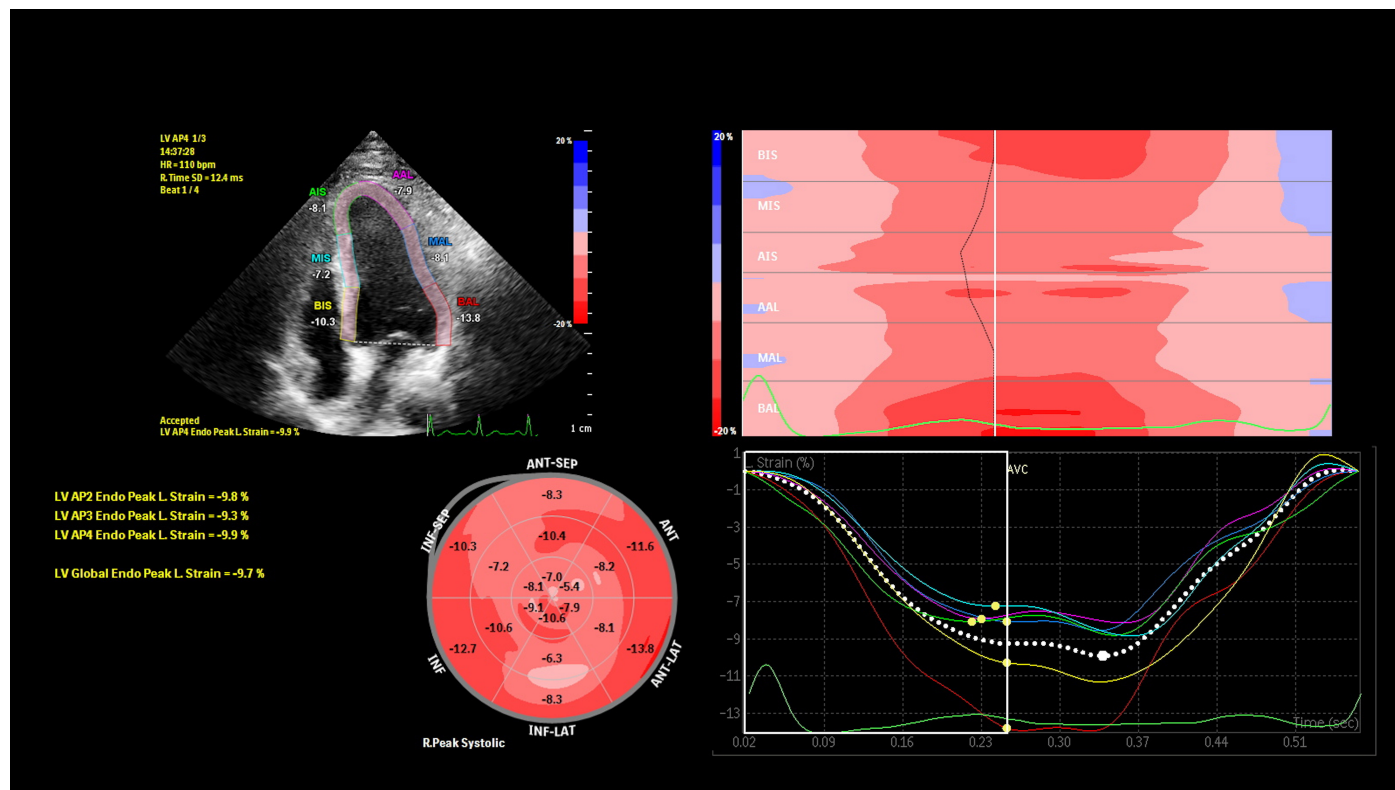 LV AP4 1/3
14:37:28
HR = 110 bpm
R.Time SD = 12.4 ms
Beat 1 / 4
20 %
-20 %
1 cm
AAL
-7.9
AIS
-8.1
MAL
-8.1
MIS
-7.2
BIS
-10.3
BAL
-13.8
Accepted
LV AP4 Endo Peak L. Strain = -9.9 %
20 %
-20 %
BIS
MIS
AIS
AAL
MAL
BAL
LV AP2 Endo Peak L. Strain = -9.8 %
LV AP3 Endo Peak L. Strain = -9.3 %
LV AP4 Endo Peak L. Strain = -9.9 %
LV Global Endo Peak L. Strain = -9.7 %
ANT-SEP
ANT
ANT-LAT
INF-LAT
INF
INF-SEP
-8.3
-10.3
-11.6
-10.4
-7.2
-8.2
-7.0
-8.1
-5.4
-9.1
-7.9
-10.6
-10.6
-8.1
-12.7
-13.8
-6.3
-8.3
R.Peak Systolic
Strain (%)
AVC
1
-1
-3
-5
-7
-9
-11
-13
Time (sec)
0.02 0.09 0.16 0.23 0.30 0.37 0.44 0.51